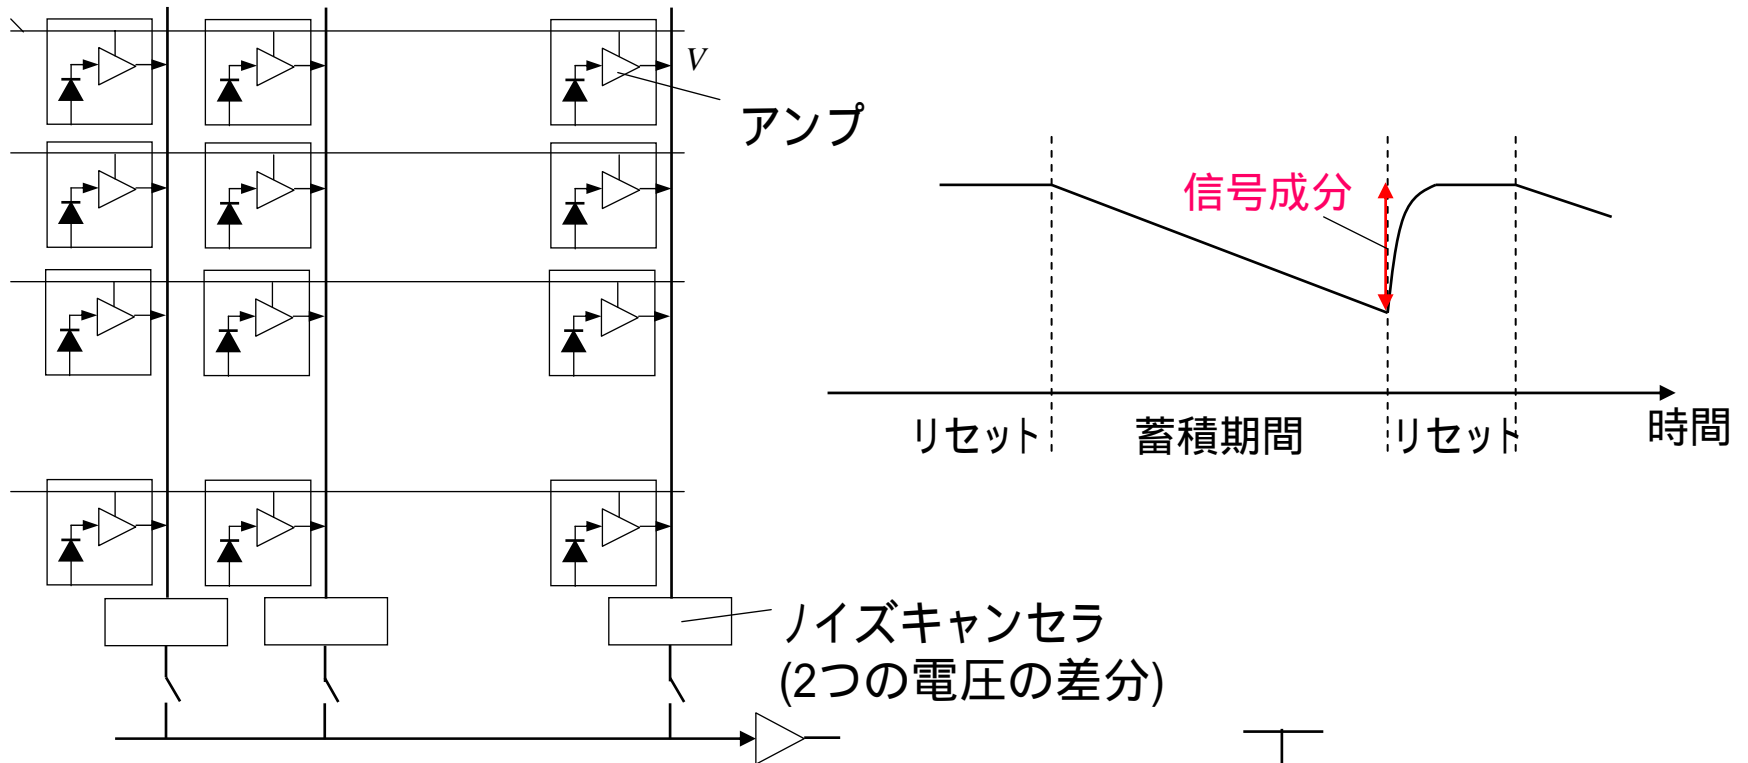 V
アンプ
信号成分
リセット
蓄積期間
リセット
時間
ノイズキャンセラ
(2つの電圧の差分)